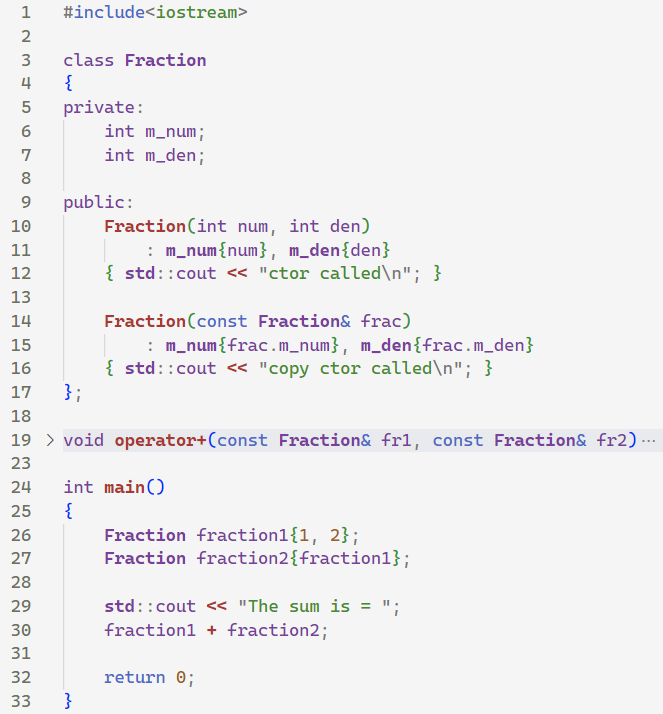 1 #include<iostream>
2
3 class Fraction
4 {
5 private:
6     int m_num;
7     int m_den;
8
9 public:
10     Fraction(int num, int den)
11         : m_num{num}, m_den{den}
12     { std::cout << "ctor called\n"; }
13
14     Fraction(const Fraction& frac)
15         : m_num{frac.m_num}, m_den{frac.m_den}
16     { std::cout << "copy ctor called\n"; }
17 };
18
19 > void operator+(const Fraction& fr1, const Fraction& fr2)···
23
24 int main()
25 {
26     Fraction fraction1{1, 2};
27     Fraction fraction2{fraction1};
28
29     std::cout << "The sum is = ";
30     fraction1 + fraction2;
31
32     return 0;
33 }